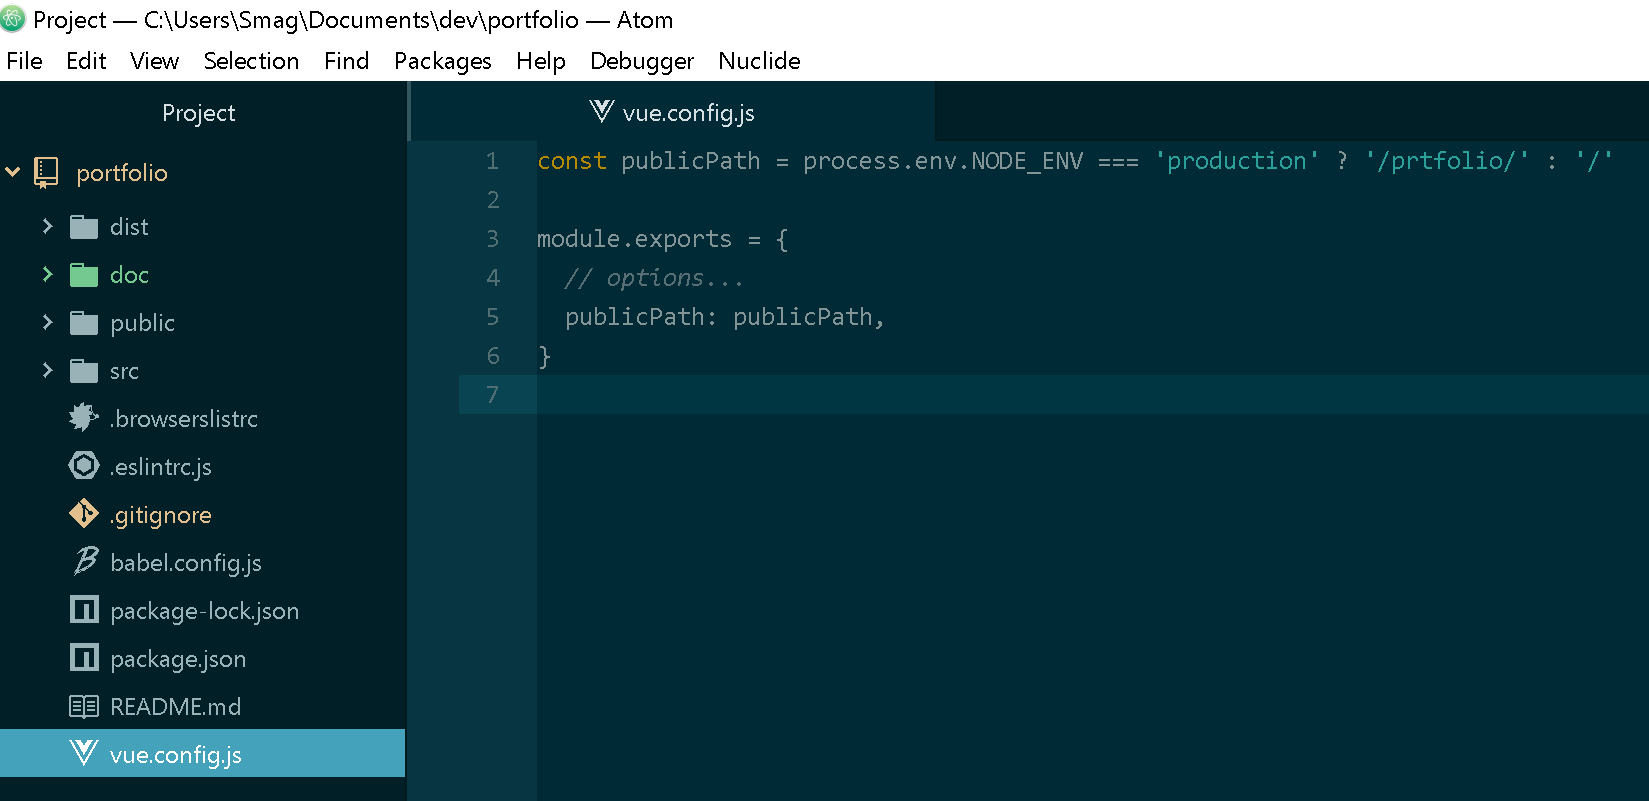 Project — C:\Users\Smag\Documents\dev\portfolio — Atom
File Edit View Selection Find Packages Help Debugger Nuclide
Project
portfolio
dist
doc
public
src
.browserslistrc
.eslintrc.js
.gitignore
babel.config.js
package-lock.json
package.json
README.md
vue.config.js
vue.config.js
1 const publicPath = process.env.NODE_ENV === 'production' ? '/prtfolio/' : '/'
2
3 module.exports = {
4   // options...
5   publicPath: publicPath,
6 }
7